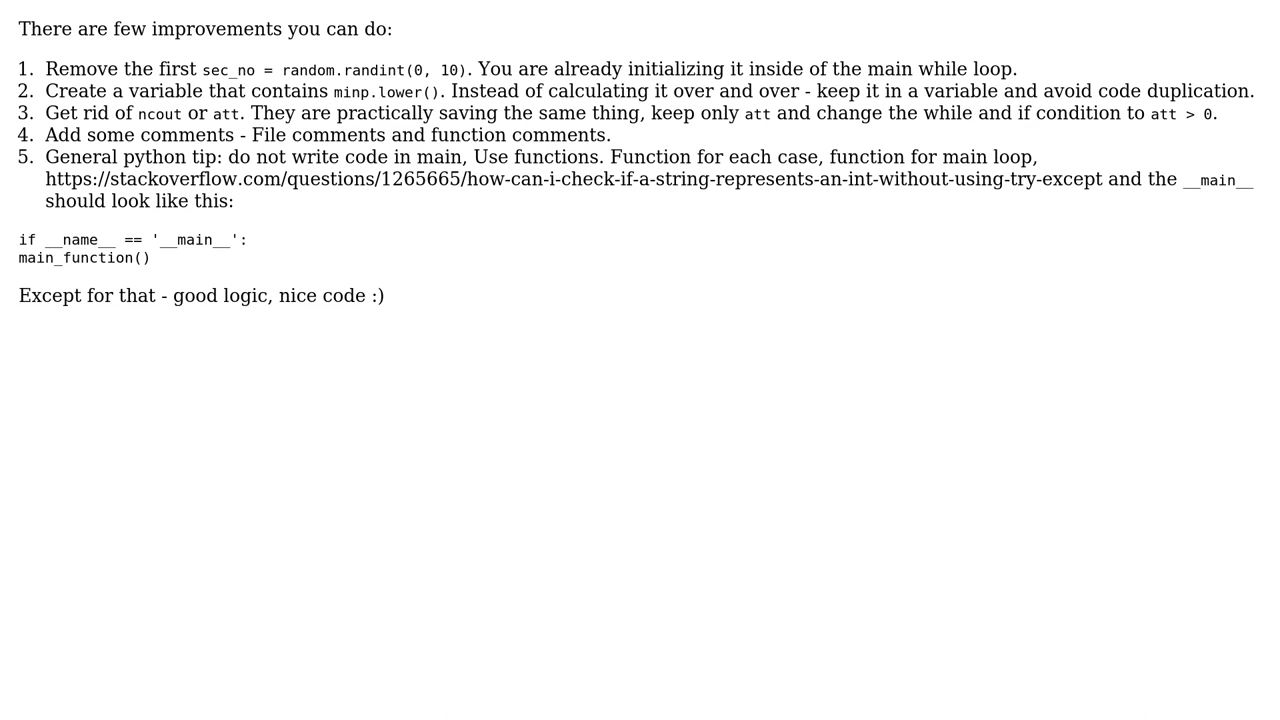 There are few improvements you can do:
1. Remove the first sec_no = random.randint(0, 10). You are already initializing it inside of the main while loop.
2. Create a variable that contains minp.lower(). Instead of calculating it over and over - keep it in a variable and avoid code duplication.
3. Get rid of ncout or att. They are practically saving the same thing, keep only att and change the while and if condition to att > 0.
4. Add some comments - File comments and function comments.
5. General python tip: do not write code in main, Use functions. Function for each case, function for main loop,
https://stackoverflow.com/questions/1265665/how-can-i-check-if-a-string-represents-an-int-without-using-try-except and the __main__
should look like this:
if __name__ == '__main__':
main_function()
Except for that - good logic, nice code :)